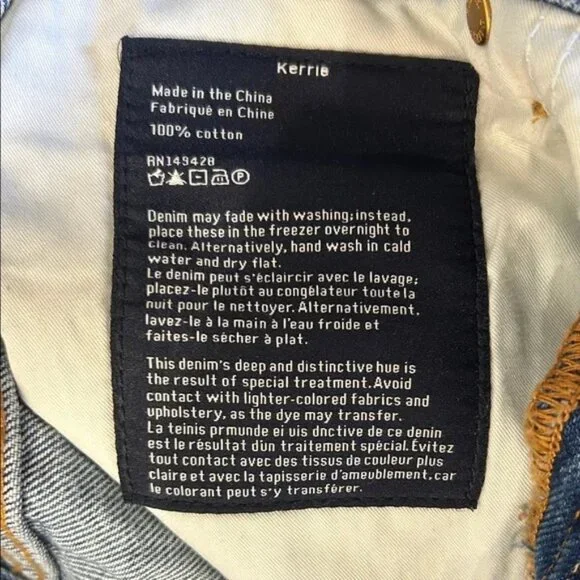 Kerrie
Made in the China
Fabriquè en Chine
100% cotton
RN149428
P
Denim may fade with washing; instead,
place these in the freezer overnight to
clean. Alternatively, hand wash in cald
water and dry flat.
Le denim peut s'éclaircir avec le lavage;
placez-le plutôt au congélateur toute la
nuit pour le nettoyer. Alternativement,
lavez-le à la main à l'eau froide et
faites-le sècher à plat.
This denim's deep and distinctive hue is
the result of special treatment. Avoid
contact with lighter-colored fabrics and
upholstery, as the dye may transfer.
La teinis prmunde ei uis dnctive de ce denin
est le résultat d'ün traitement spécial. Évitez
tout contact avec des tissus de couleur plus
claire et avec la tapisserie d'ameublement, car
le colorant peut s'y transférer.